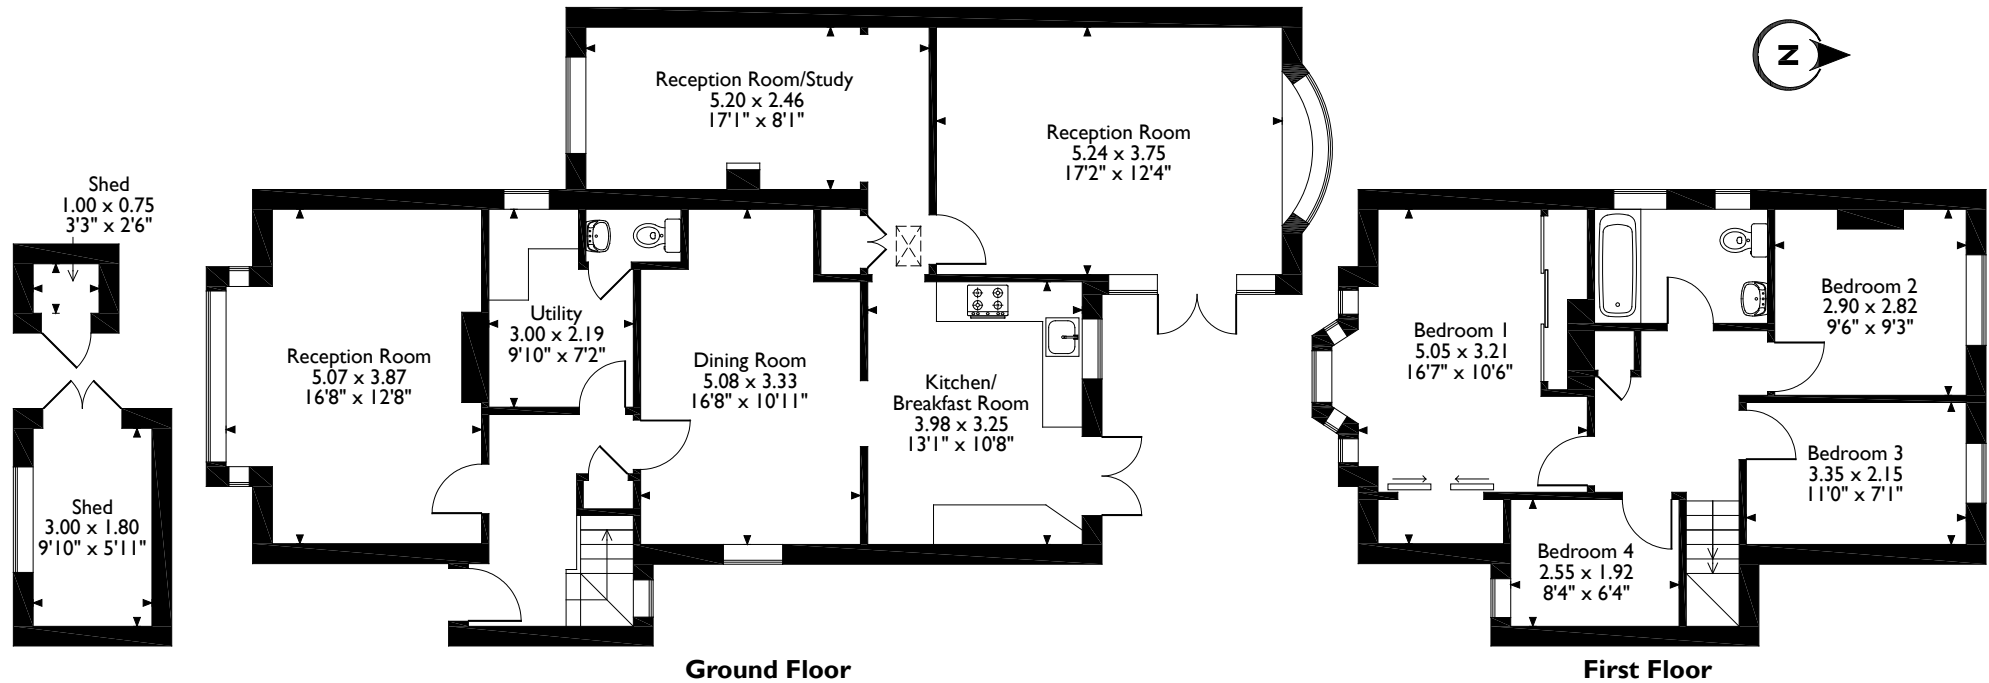 Reception Room/Study
5.20 x 2.46
17'1" x 8'1"
Reception Room
5.24 x 3.75
17'2" x 12'4"
N
Shed
1.00 x 0.75
3'3" x 2'6"
Reception Room
5.07 x 3.87
16'8" x 12'8"
Utility
3.00 x 2.19
9'10" x 7'2"
Dining Room
5.08 x 3.33
16'8" x 10'11"
Kitchen/
Breakfast Room
3.98 x 3.25
13'1" x 10'8"
Shed
3.00 x 1.80
9'10" x 5'11"
Bedroom 1
5.05 x 3.21
16'7" x 10'6"
Bedroom 2
2.90 x 2.82
9'6" x 9'3"
Bedroom 3
3.35 x 2.15
11'0" x 7'1"
Bedroom 4
2.55 x 1.92
8'4" x 6'4"
Ground Floor
First Floor